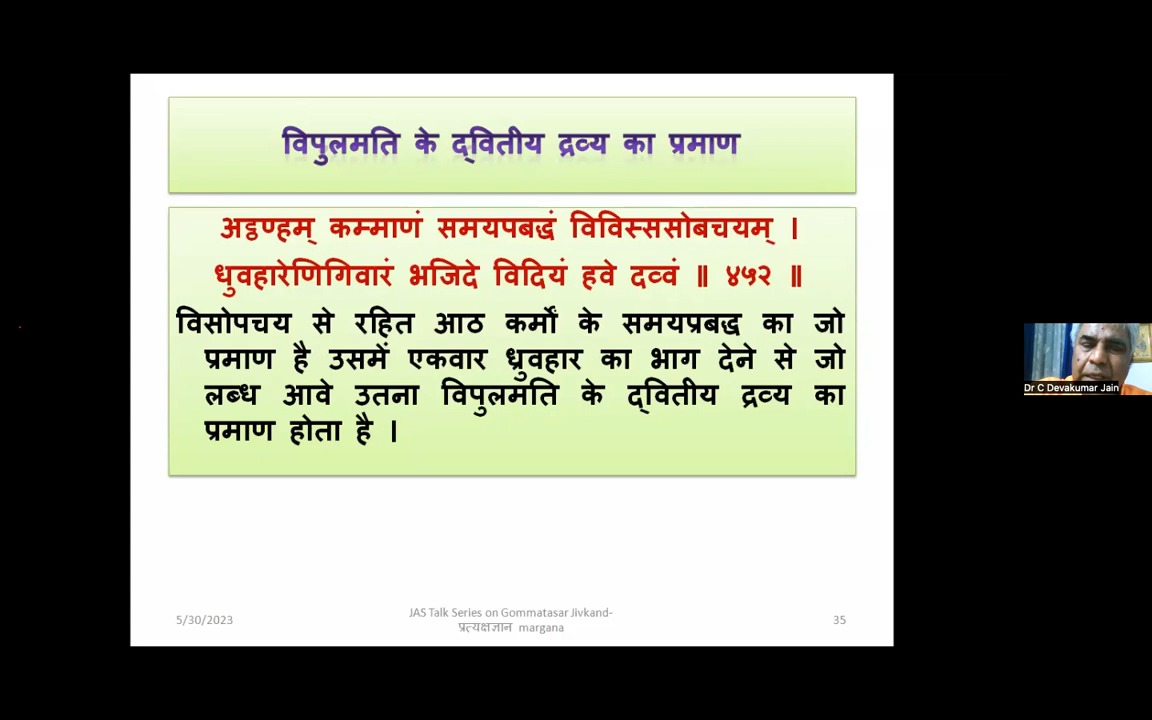 विपुलमति के द्वितीय द्रव्य का प्रमाण
अट्ठण्हम् कम्माणं समयपबद्धं विविस्ससोबचयम् ।
धुवहारेणिगिवारं भजिदे विदियं हवे दव्वं ॥ ४५२ ॥
विसोपचय से रहित आठ कर्मों के समयप्रबद्ध का जो
प्रमाण है उसमें एकवार ध्रुवहार का भाग देने से जो
लब्ध आवे उतना विपुलमति के द्वितीय द्रव्य का
प्रमाण होता है ।
5/30/2023
JAS Talk Series on Gommatasar Jivkand-
प्रत्यक्षज्ञान margana
35
Dr C Devakumar Jain